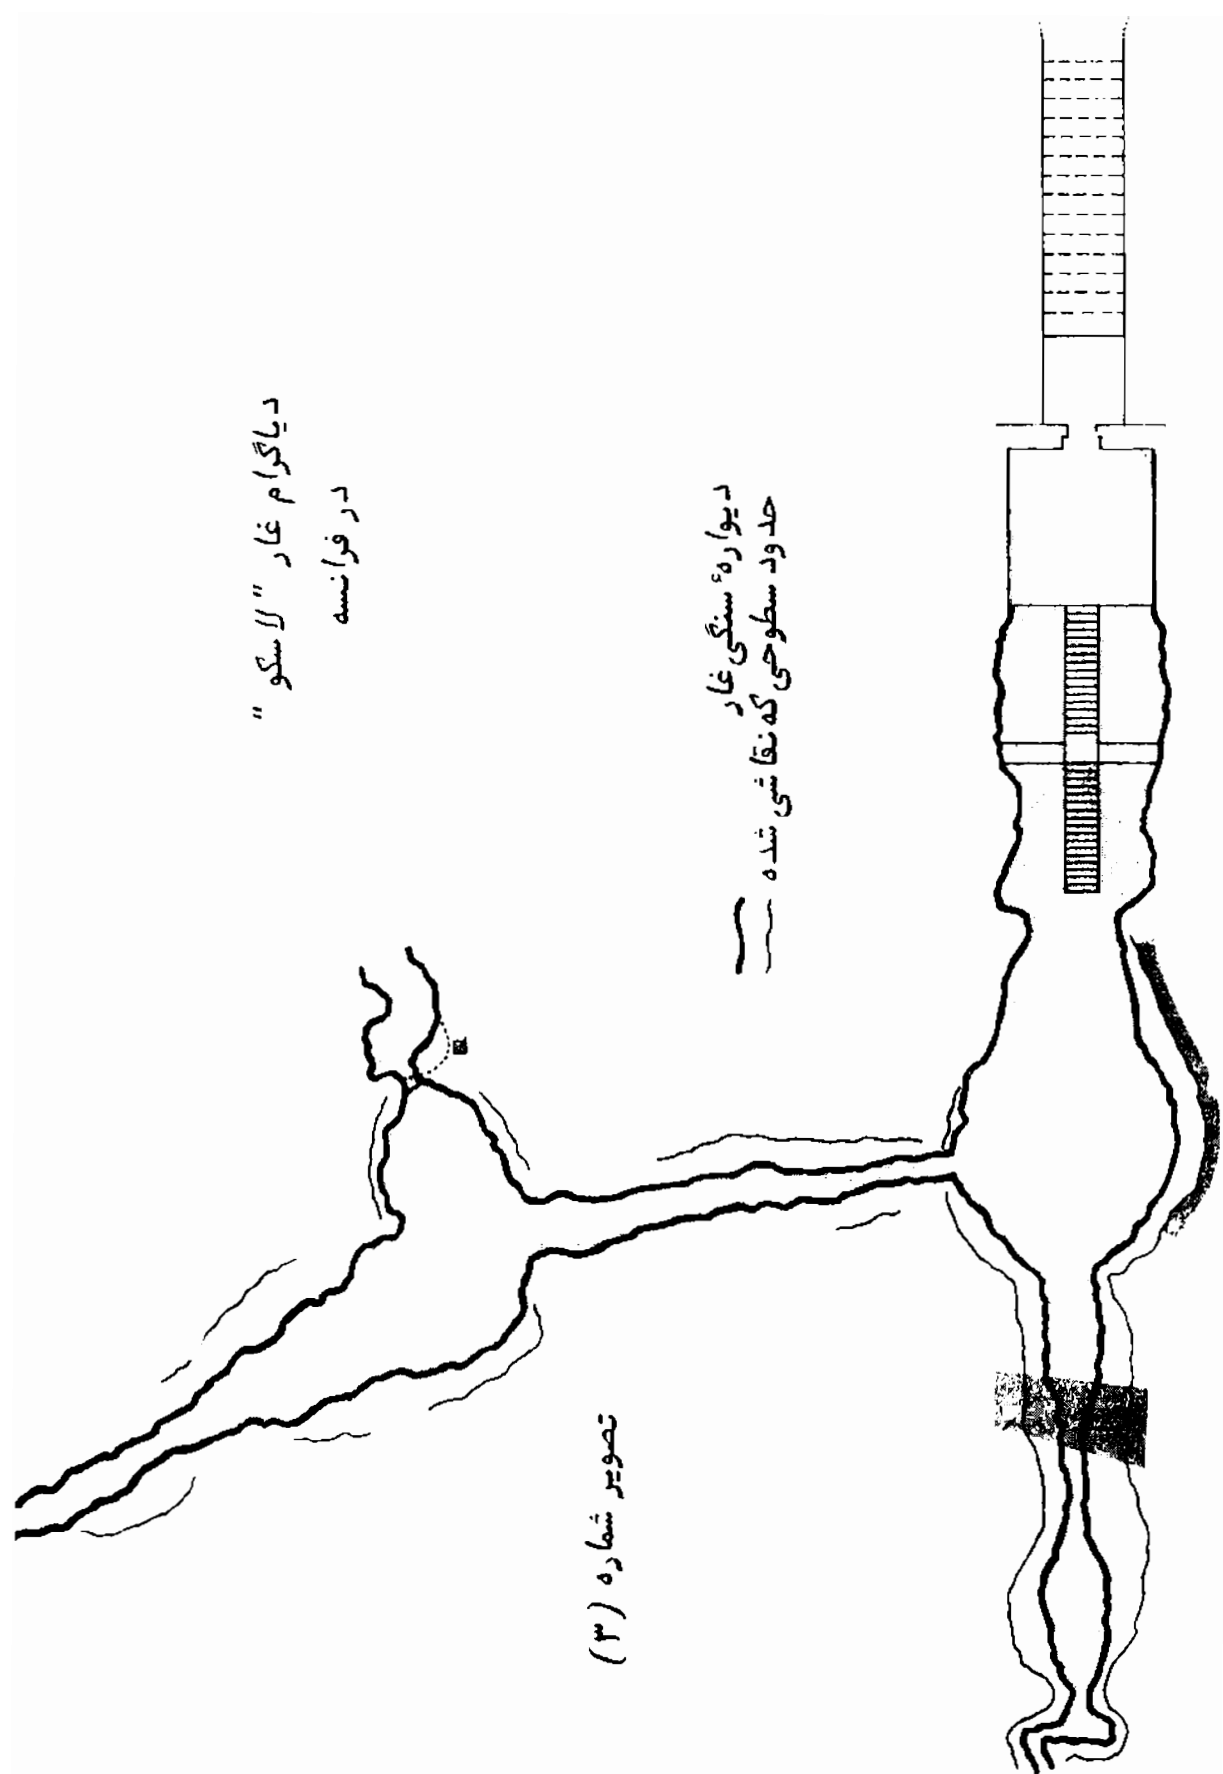 دیاگرام غار "لاسکو"
در فرانسه
دیوارهٔ سنگی غار
حدود سطوحی که نقاشی شده
تصویر شماره (۳)